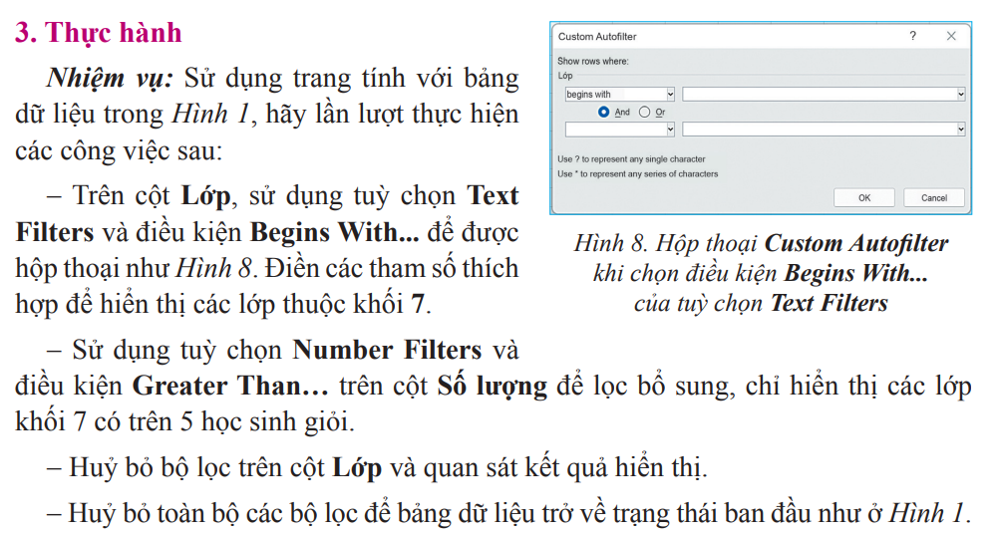 3. Thực hành
Nhiệm vụ: Sử dụng trang tính với bảng
dữ liệu trong Hình 1, hãy lần lượt thực hiện
các công việc sau:
– Trên cột Lớp, sử dụng tuỳ chọn Text
Filters và điều kiện Begins With... để được
hộp thoại như Hình 8. Điền các tham số thích
hợp để hiển thị các lớp thuộc khối 7.
Custom Autofilter ? ×
Show rows where:
Lớp
begins with
And Or
Use ? to represent any single character
Use * to represent any series of characters
OK Cancel
Hình 8. Hộp thoại Custom Autofilter
khi chọn điều kiện Begins With...
của tuỳ chọn Text Filters
– Sử dụng tuỳ chọn Number Filters và
điều kiện Greater Than… trên cột Số lượng để lọc bổ sung, chỉ hiển thị các lớp
khối 7 có trên 5 học sinh giỏi.
– Huỷ bỏ bộ lọc trên cột Lớp và quan sát kết quả hiển thị.
– Huỷ bỏ toàn bộ các bộ lọc để bảng dữ liệu trở về trạng thái ban đầu như ở Hình 1.